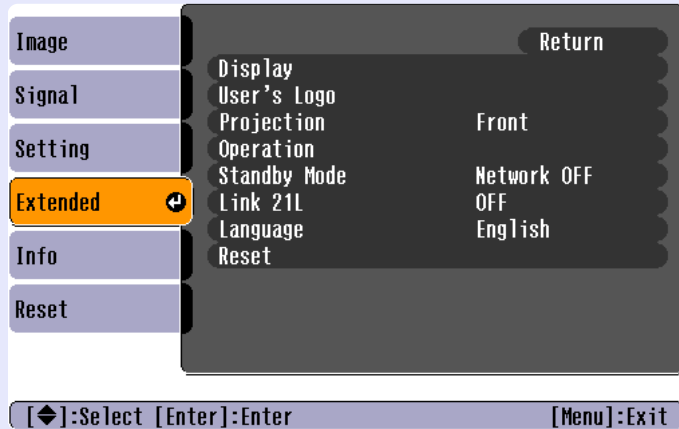 Image
Signal
Setting
Extended
Info
Reset
Return
Display
User's Logo
Projection Front
Operation
Standby Mode Network OFF
Link 21L OFF
Language English
Reset
[◆]:Select [Enter]:Enter [Menu]:Exit